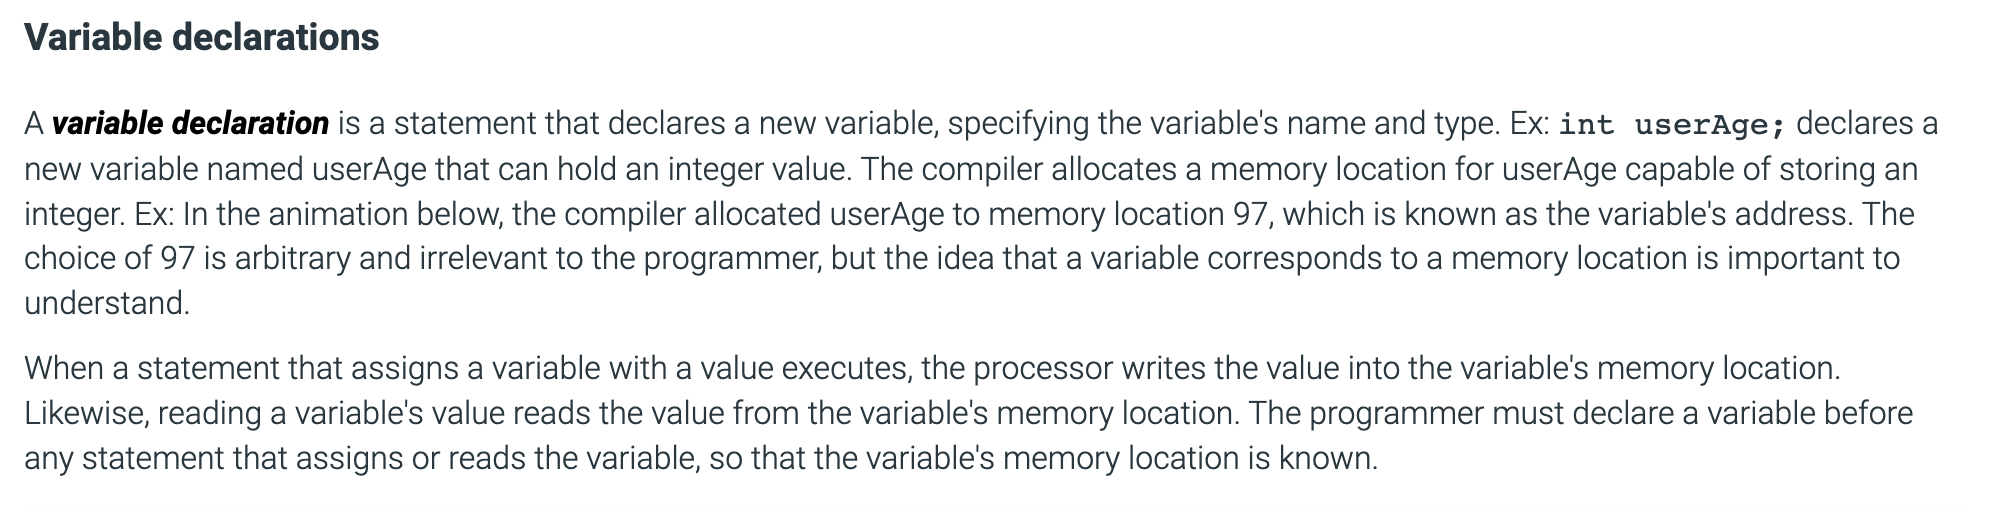 Variable declarations
A variable declaration is a statement that declares a new variable, specifying the variable's name and type. Ex: int userAge; declares a
new variable named userAge that can hold an integer value. The compiler allocates a memory location for userAge capable of storing an
integer. Ex: In the animation below, the compiler allocated userAge to memory location 97, which is known as the variable's address. The
choice of 97 is arbitrary and irrelevant to the programmer, but the idea that a variable corresponds to a memory location is important to
understand.
When a statement that assigns a variable with a value executes, the processor writes the value into the variable's memory location.
Likewise, reading a variable's value reads the value from the variable's memory location. The programmer must declare a variable before
any statement that assigns or reads the variable, so that the variable's memory location is known.